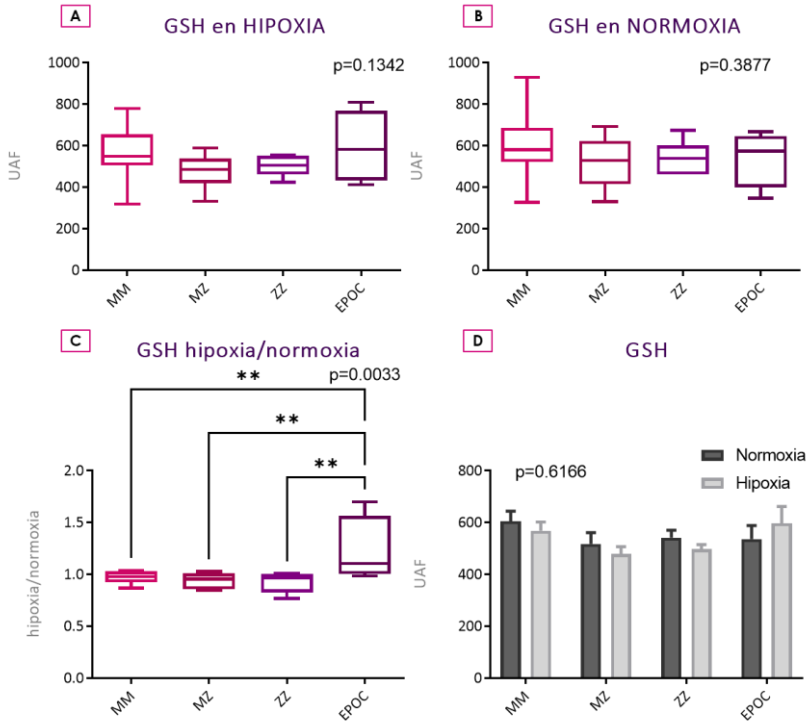 A
GSH en HIPOXIA
p=0.1342
1000
800
600
400
200
0
UAF
MM
MZ
ZZ
EPOC
B
GSH en NORMOXIA
p=0.3877
1000
800
600
400
200
0
UAF
MM
MZ
ZZ
EPOC
C
GSH hipoxia/normoxia
p=0.0033
**
**
**
2.0
1.5
1.0
0.5
0.0
hipoxia/normoxia
MM
MZ
ZZ
EPOC
D
GSH
Normoxia
Hipoxia
p=0.6166
800
600
400
200
0
UAF
MM
MZ
ZZ
EPOC